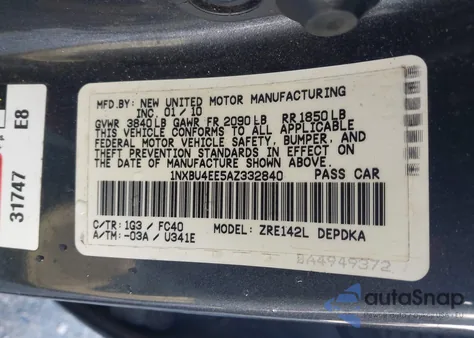 MFD.BY: NEW UNITED MOTOR MANUFACTURING
INC. 01 / 10
GVWR 3840 LB GAWR FR 2090 LB RR 1850 LB
THIS VEHICLE CONFORMS TO ALL APPLICABLE
FEDERAL MOTOR VEHICLE SAFETY, BUMPER, AND
THEFT PREVENTION STANDARDS IN EFFECT ON
THE DATE OF MANUFACTURE SHOWN ABOVE.
1NXBU4EE5AZ332840 PASS CAR
C/TR: 1G3 / FC40 MODEL: ZRE142L DEPDKA
A/TM: -03A / U341E
DA4949372
31747 E8
autoSnap